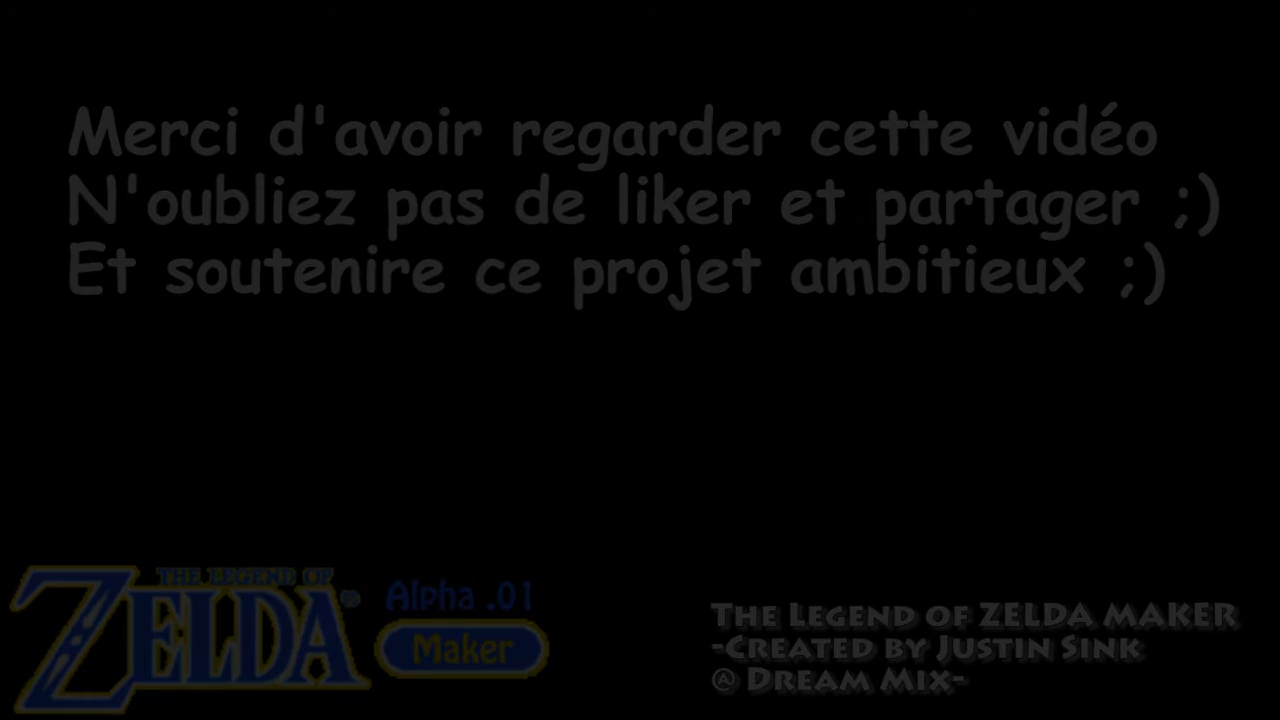 Merci d'avoir regarder cette vidéo
N'oubliez pas de liker et partager ;)
Et soutenire ce projet ambitieux ;)
THE LEGEND OF
ZELDA®
Alpha .01
Maker
THE LEGEND OF ZELDA MAKER
-CREATED BY JUSTIN SINK
@ DREAM MIX-